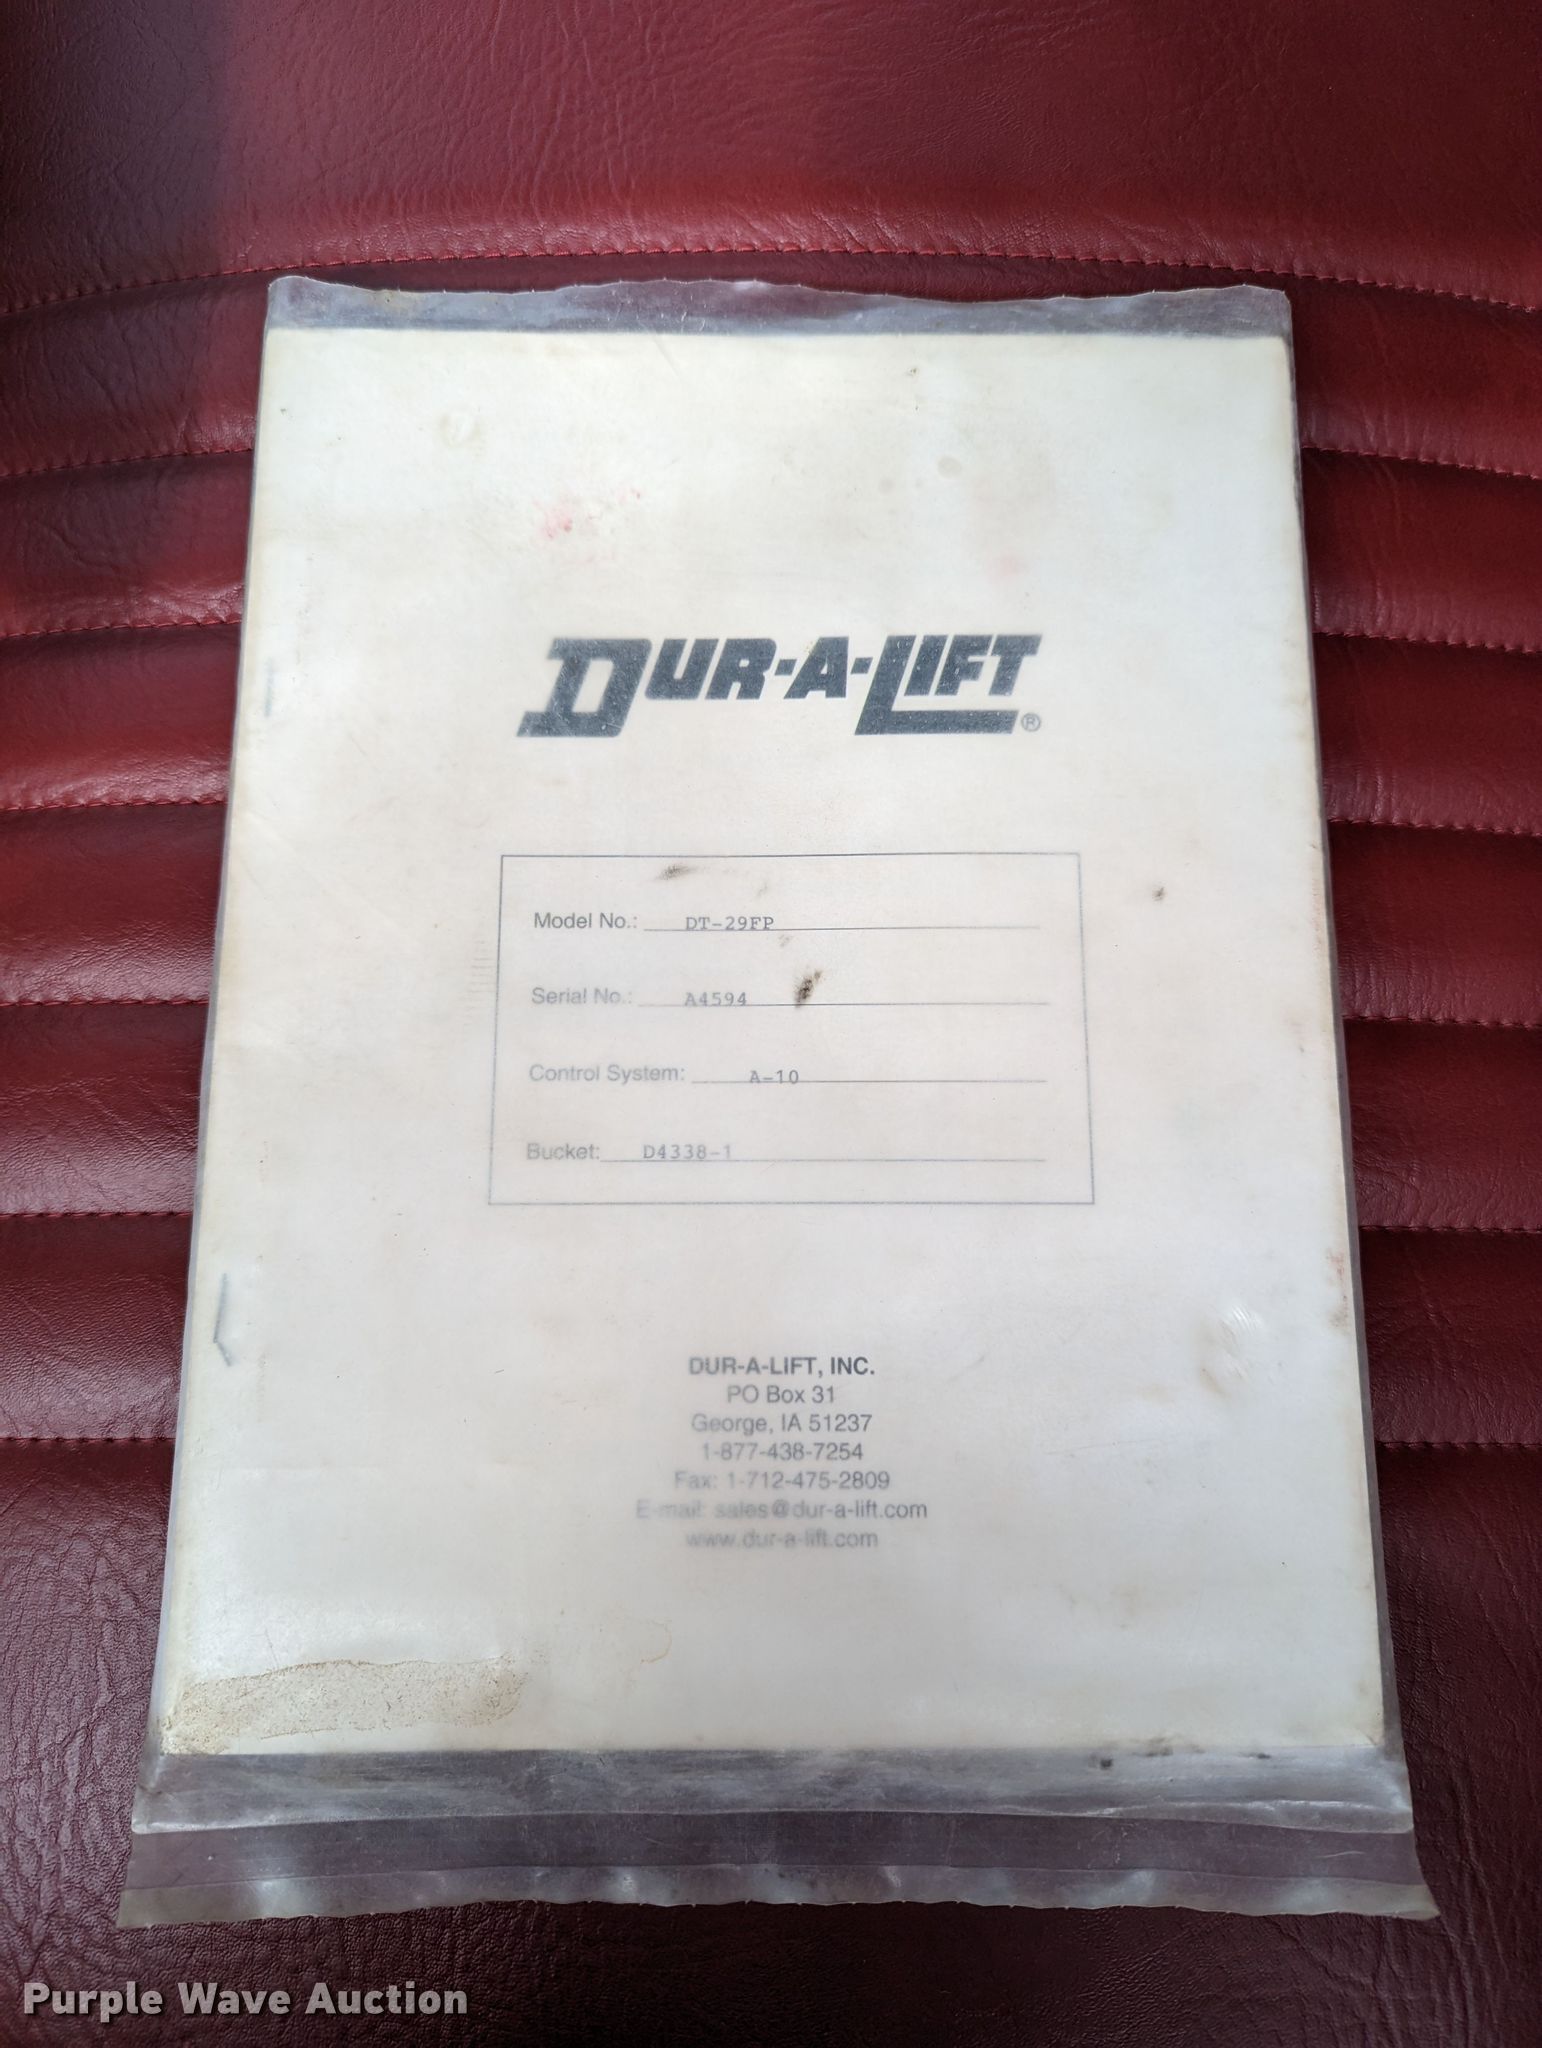 DUR-A-LIFT®
Model No.: DT-29FP
Serial No.: A4594
Control System: A-10
Bucket: D4338-1
DUR-A-LIFT, INC.
PO Box 31
George, IA 51237
1-877-438-7254
Fax: 1-712-475-2809
E-mail: sales@dur-a-lift.com
www.dur-a-lift.com
Purple Wave Auction